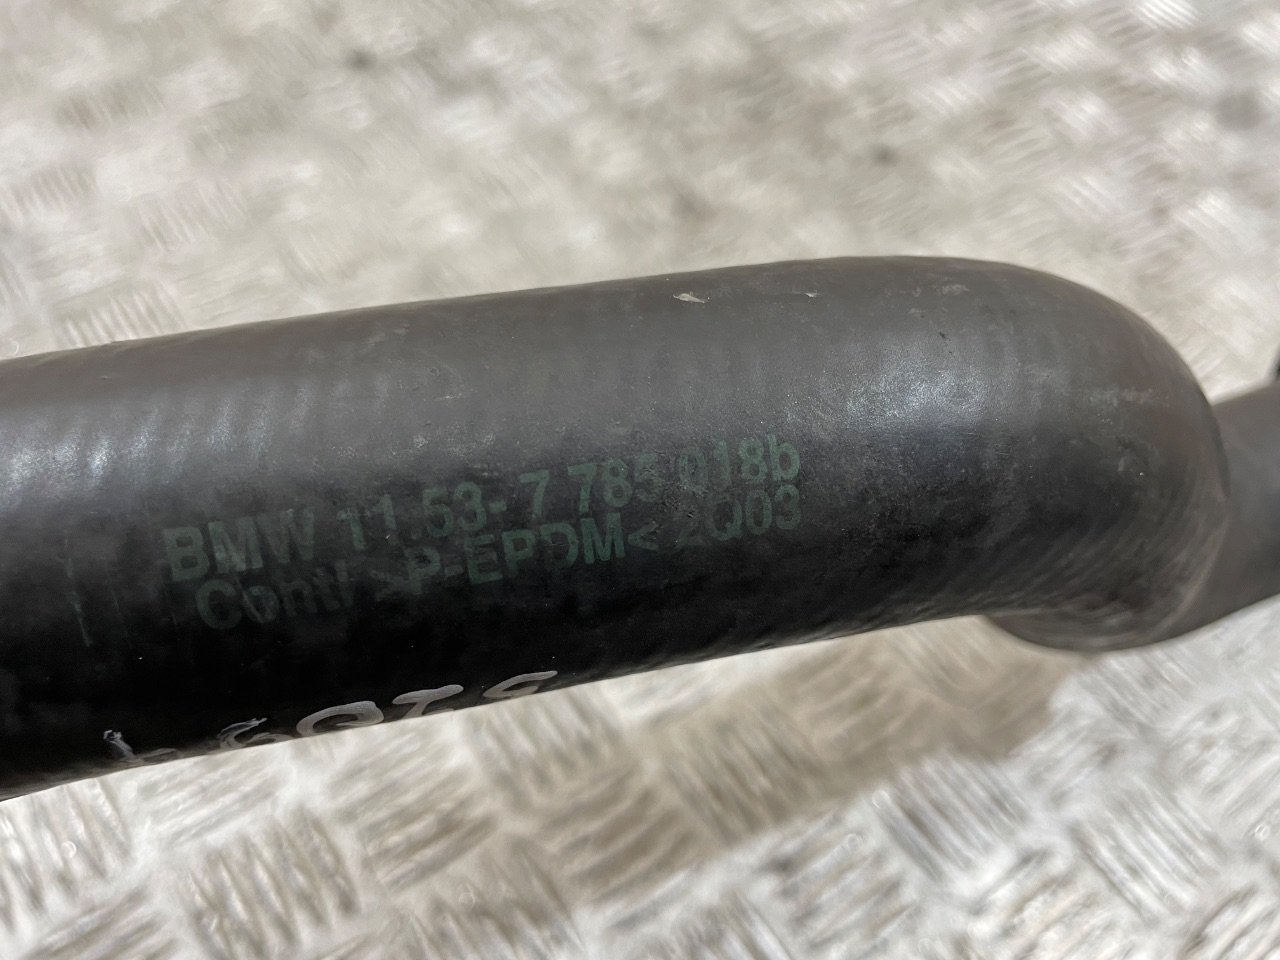 BMW 11.53- 7 785 018b
Conti >P-EPDM< 2Q03